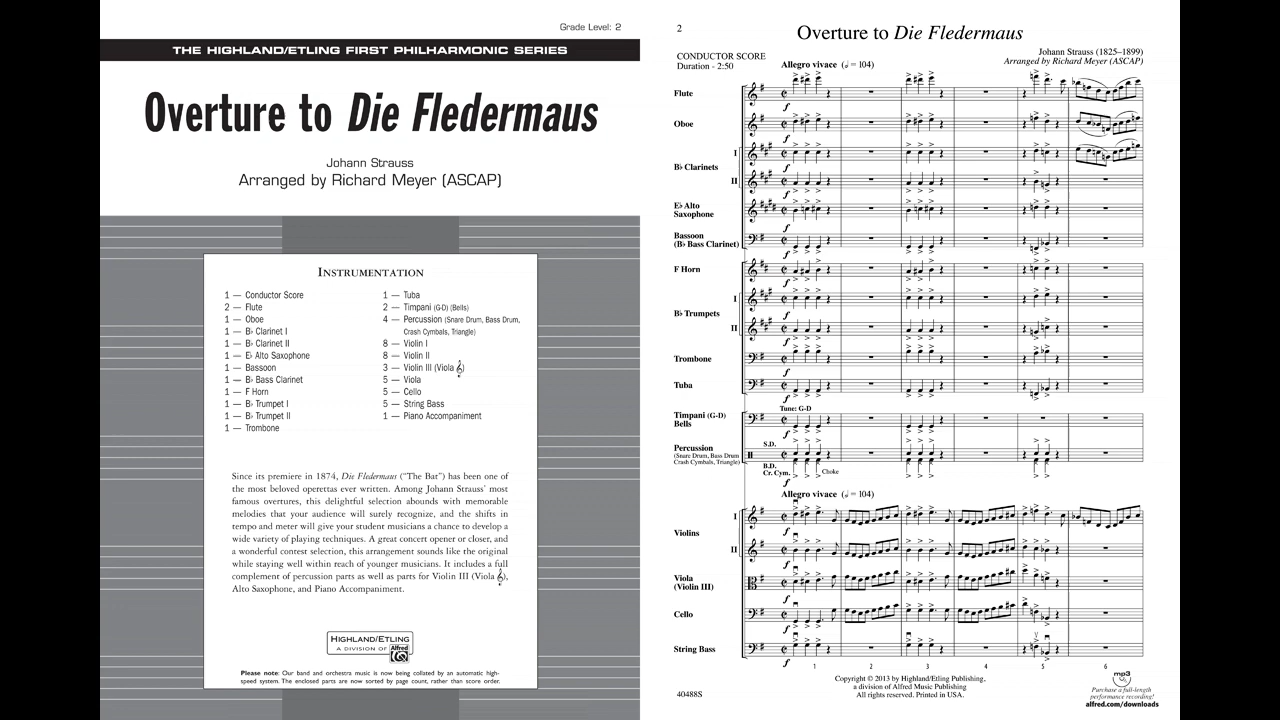 Grade Level: 2
THE HIGHLAND/ETLING FIRST PHILHARMONIC SERIES
Overture to Die Fledermaus
Johann Strauss
Arranged by Richard Meyer (ASCAP)
INSTRUMENTATION
1 — Conductor Score
2 — Flute
1 — Oboe
1 — B♭ Clarinet I
1 — B♭ Clarinet II
1 — E♭ Alto Saxophone
1 — Bassoon
1 — B♭ Bass Clarinet
1 — F Horn
1 — B♭ Trumpet I
1 — B♭ Trumpet II
1 — Trombone
1 — Tuba
2 — Timpani (G-D) (Bells)
4 — Percussion (Snare Drum, Bass Drum,
Crash Cymbals, Triangle)
8 — Violin I
8 — Violin II
3 — Violin III (Viola 𝄞)
5 — Viola
5 — Cello
5 — String Bass
1 — Piano Accompaniment
Since its premiere in 1874, Die Fledermaus (“The Bat”) has been one of
the most beloved operettas ever written. Among Johann Strauss’ most
famous overtures, this delightful selection abounds with memorable
melodies that your audience will surely recognize, and the shifts in
tempo and meter will give your student musicians a chance to develop a
wide variety of playing techniques. A great concert opener or closer, and
a wonderful contest selection, this arrangement sounds like the original
while staying well within reach of younger musicians. It includes a full
complement of percussion parts as well as parts for Violin III (Viola 𝄞),
Alto Saxophone, and Piano Accompaniment.
HIGHLAND/ETLING
A DIVISION OF Alfred
Please note: Our band and orchestra music is now being collated by an automatic high-
speed system. The enclosed parts are now sorted by page count, rather than score order.
2
Overture to Die Fledermaus
CONDUCTOR SCORE
Duration - 2:50
Johann Strauss (1825–1899)
Arranged by Richard Meyer (ASCAP)
Allegro vivace (𝅗𝅥 = 104)
Flute
f
Oboe
f
B♭ Clarinets
I
f
II
f
E♭ Alto
Saxophone
f
Bassoon
(B♭ Bass Clarinet)
f
F Horn
f
B♭ Trumpets
I
f
II
f
Trombone
f
Tuba
f
Tune: G-D
Timpani (G-D)
Bells
f
Percussion
(Snare Drum, Bass Drum
Crash Cymbals, Triangle)
S.D.
B.D.
Cr. Cym.
f
Choke
Allegro vivace (𝅗𝅥 = 104)
Violins
I
f
II
f
Viola
(Violin III)
f
Cello
f
String Bass
f
1 2 3 4 5 6
Copyright © 2013 by Highland/Etling Publishing,
a division of Alfred Music Publishing
All rights reserved. Printed in USA.
40488S
mp3
Purchase a full-length
performance recording!
alfred.com/downloads